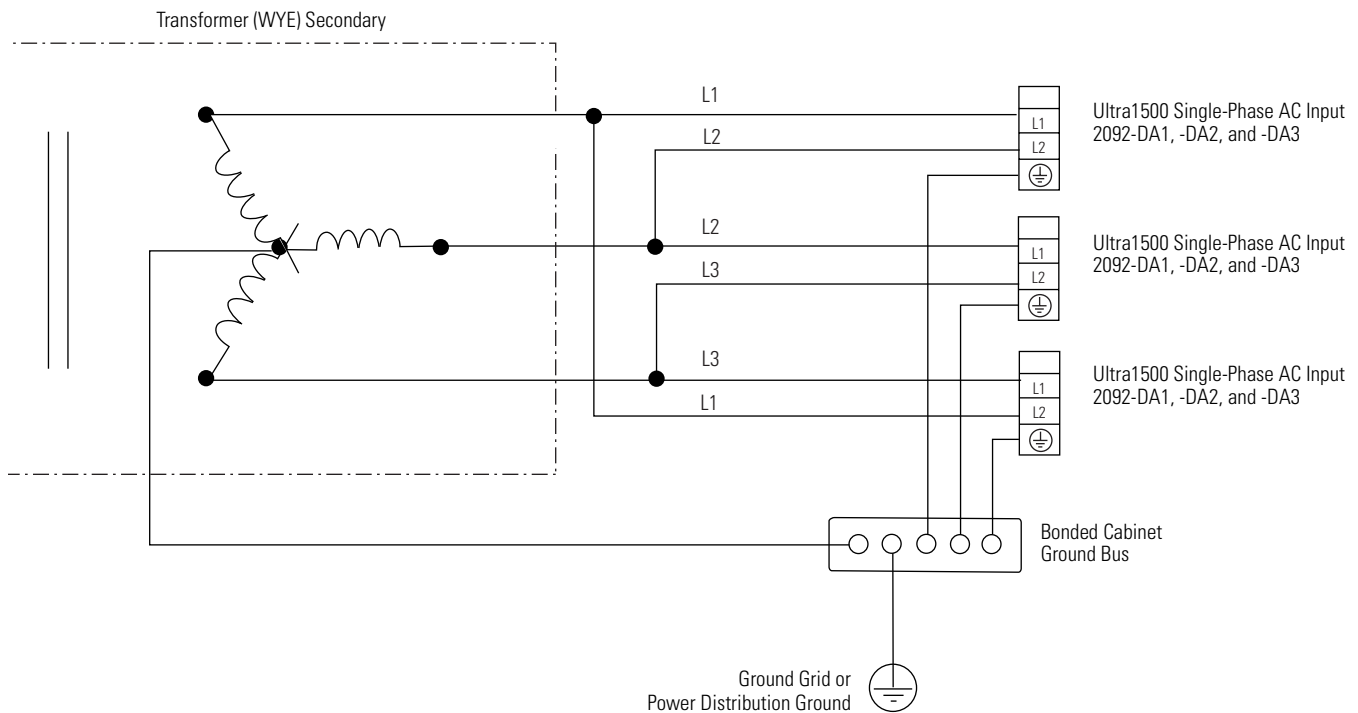 Transformer (WYE) Secondary
L1
L2
L1
L2
Ultra1500 Single-Phase AC Input
2092-DA1, -DA2, and -DA3
L2
L3
L1
L2
Ultra1500 Single-Phase AC Input
2092-DA1, -DA2, and -DA3
L3
L1
L1
L2
Ultra1500 Single-Phase AC Input
2092-DA1, -DA2, and -DA3
Bonded Cabinet
Ground Bus
Ground Grid or
Power Distribution Ground